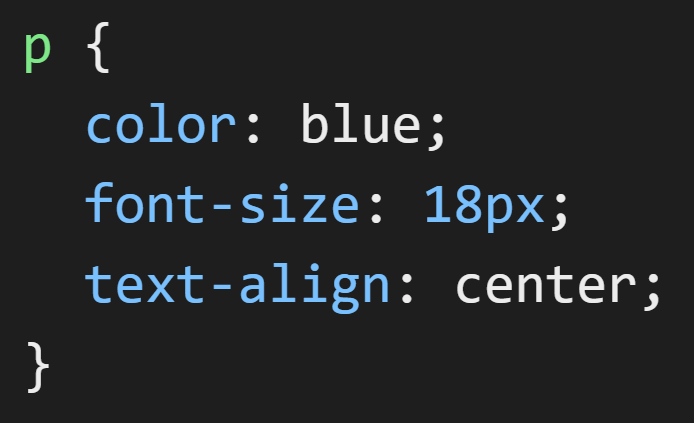 p {
  color: blue;
  font-size: 18px;
  text-align: center;
}